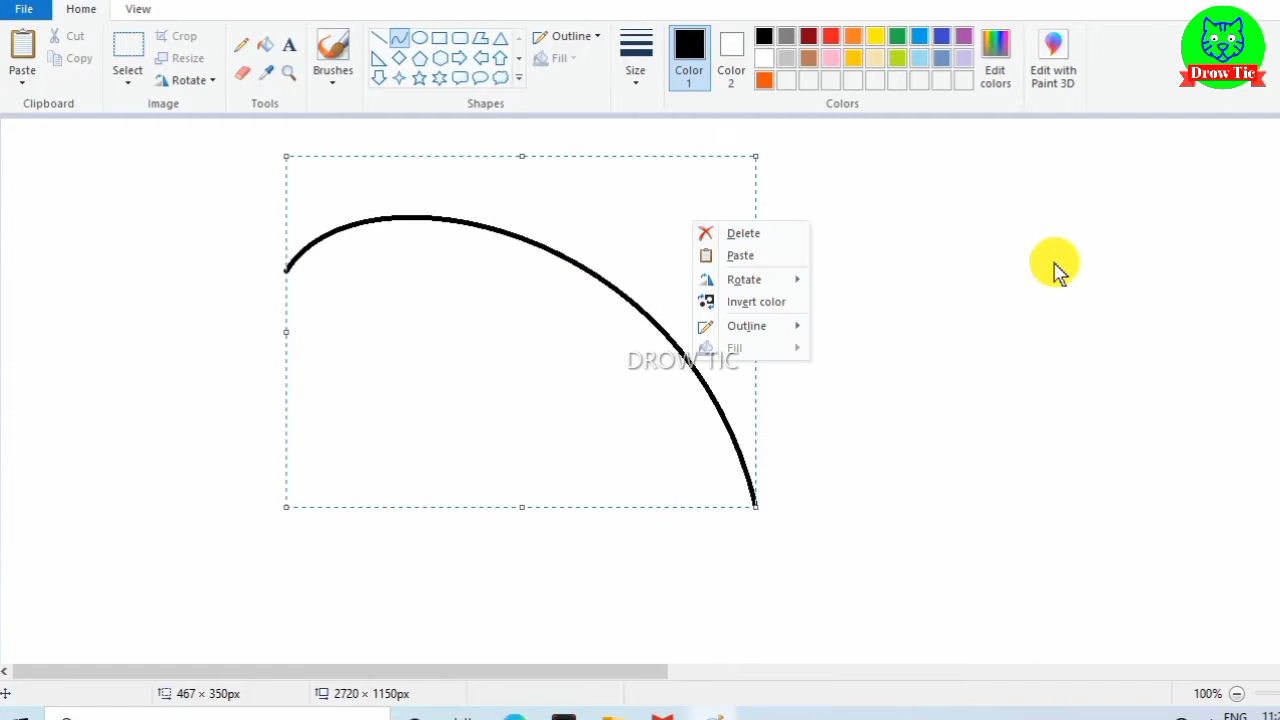 File Home View
Paste
Cut
Copy
Clipboard
Select
Crop
Resize
Rotate
Image
A
Tools
Brushes
Outline
Fill
Shapes
Size
Color
1
Color
2
Edit
colors
Colors
Edit with
Paint 3D
Drow Tic
Delete
Paste
Rotate
Invert color
Outline
Fill
DROW TIC
467 × 350px
2720 × 1150px
100%
ENG